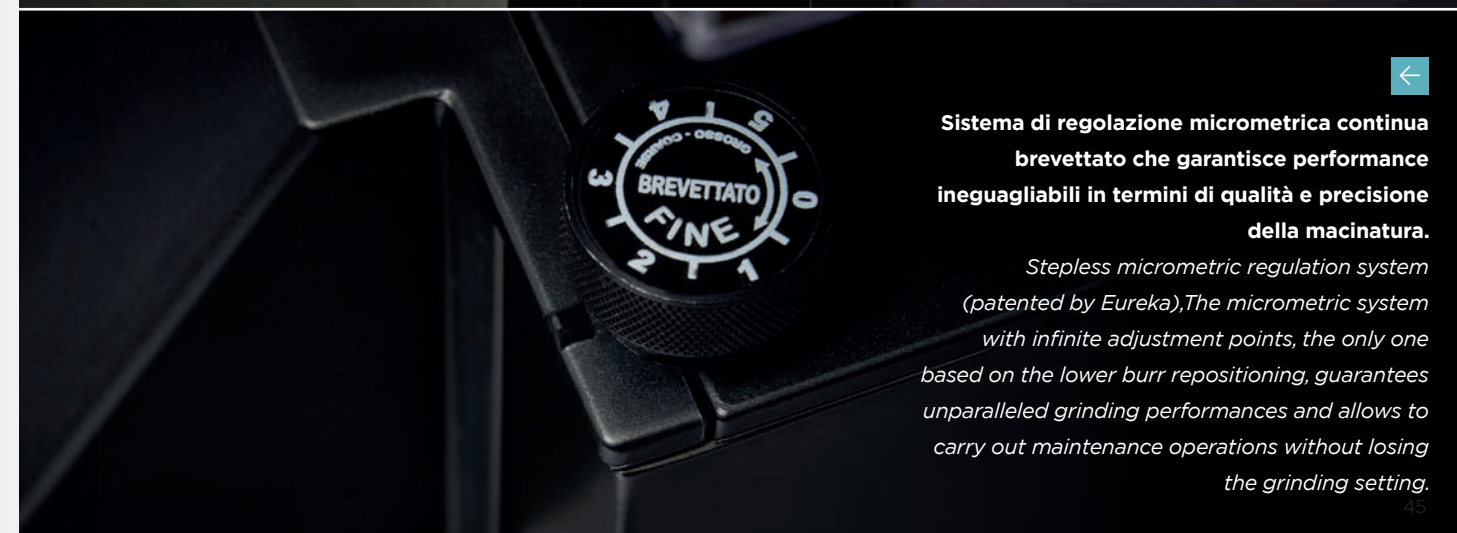 4
5
GROSSO - COARSE
3
BREVETTATO
0
FINE
2
1
Sistema di regolazione micrometrica continua
brevettato che garantisce performance
ineguagliabili in termini di qualità e precisione
della macinatura.
Stepless micrometric regulation system
(patented by Eureka),The micrometric system
with infinite adjustment points, the only one
based on the lower burr repositioning, guarantees
unparalleled grinding performances and allows to
carry out maintenance operations without losing
the grinding setting.
45